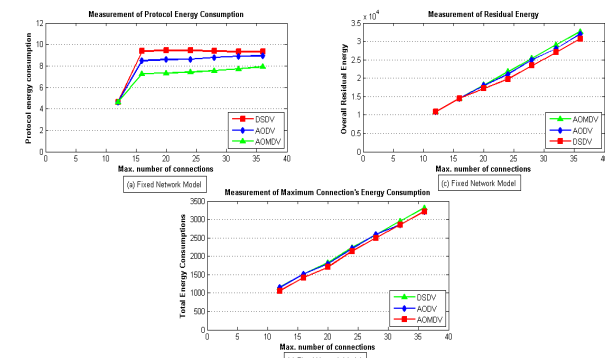 Measurement of Protocol Energy Consumption
Protocol energy consumption
12
10
8
6
4
2
0
0 5 10 15 20 25 30 35 40
DSDV
AODV
AOMDV
Max. number of connections
(a) Fixed Network Model
Measurement of Residual Energy
x 10^4
Overall Residual Energy
3.5
3
2.5
2
1.5
1
0.5
0
0 5 10 15 20 25 30 35 40
AOMDV
AODV
DSDV
Max. number of connections
(c) Fixed Network Model
Measurement of Maximum Connection's Energy Consumption
Total Energy Consumptions
3500
3000
2500
2000
1500
1000
500
0
0 5 10 15 20 25 30 35 40
DSDV
AODV
AOMDV
Max. number of connections